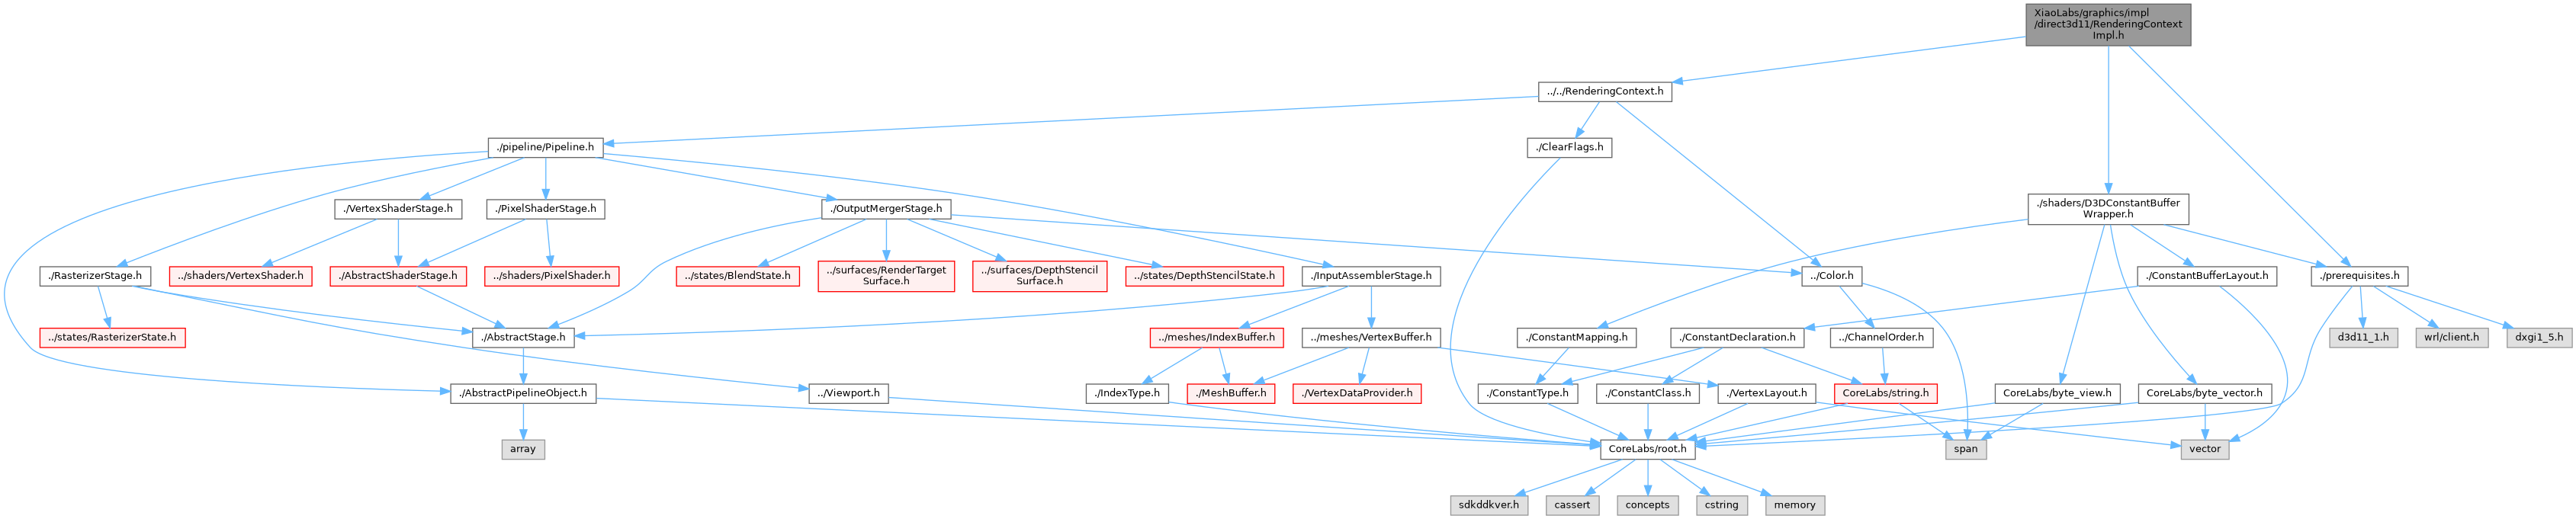 XiaoLabs/graphics/impl
/direct3d11/RenderingContext
Impl.h
../../RenderingContext.h
./pipeline/Pipeline.h
./ClearFlags.h
./VertexShaderStage.h
./PixelShaderStage.h
./OutputMergerStage.h
./shaders/D3DConstantBuffer
Wrapper.h
./RasterizerStage.h
../shaders/VertexShader.h
./AbstractShaderStage.h
../shaders/PixelShader.h
../states/BlendState.h
../surfaces/RenderTarget
Surface.h
../surfaces/DepthStencil
Surface.h
../states/DepthStencilState.h
./InputAssemblerStage.h
../Color.h
./ConstantBufferLayout.h
./prerequisites.h
../states/RasterizerState.h
./AbstractStage.h
../meshes/IndexBuffer.h
../meshes/VertexBuffer.h
./ConstantMapping.h
./ConstantDeclaration.h
../ChannelOrder.h
d3d11_1.h
wrl/client.h
dxgi1_5.h
./AbstractPipelineObject.h
../Viewport.h
./IndexType.h
./MeshBuffer.h
./VertexDataProvider.h
./ConstantType.h
./ConstantClass.h
./VertexLayout.h
CoreLabs/string.h
CoreLabs/byte_view.h
CoreLabs/byte_vector.h
array
CoreLabs/root.h
span
vector
sdkddkver.h
cassert
concepts
cstring
memory